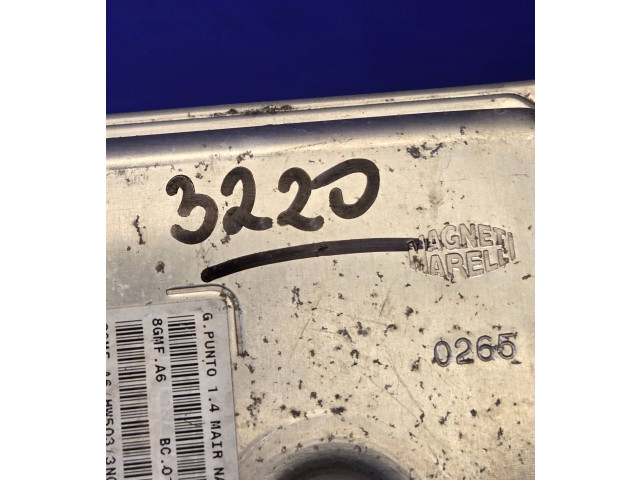 3220
MAGNETI
MARELLI
0265
G.PUNTO 1.4 MAIR
8GMF.A6